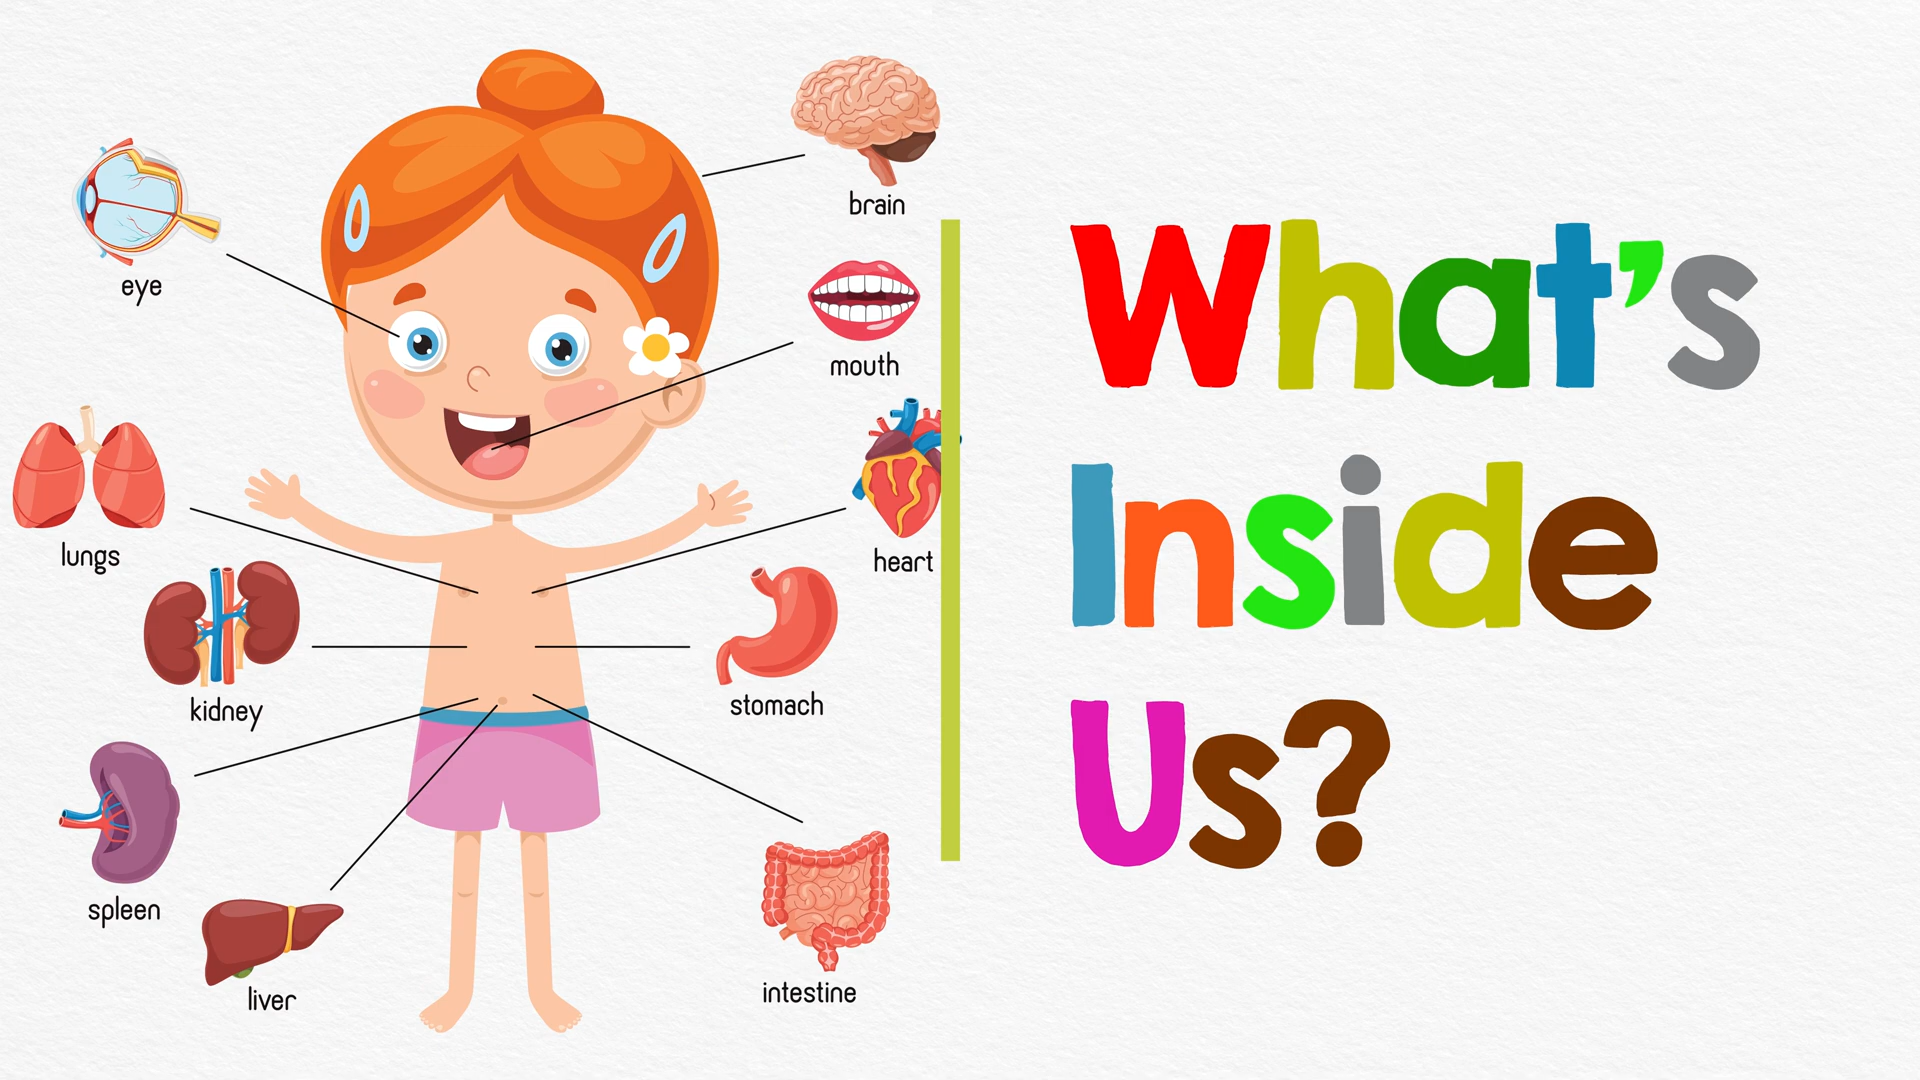 eye
brain
mouth
lungs
heart
kidney
stomach
spleen
liver
intestine
What's
Inside
Us?